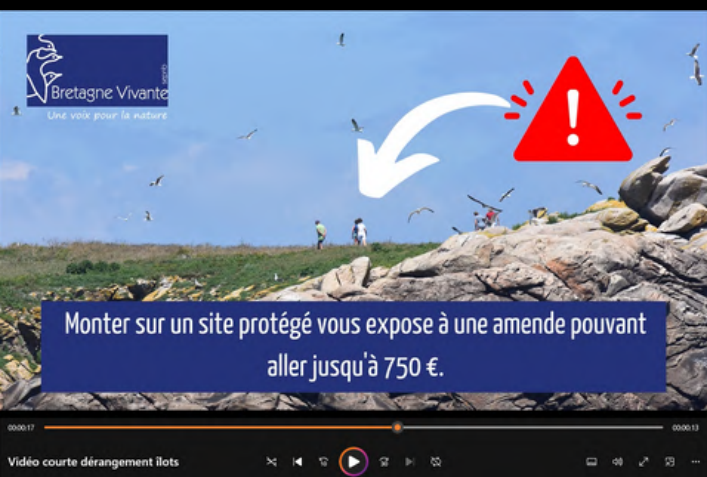 Bretagne Vivante
sepnb
Une voix pour la nature
Monter sur un site protégé vous expose à une amende pouvant
aller jusqu'à 750 €.
00:00:17
00:00:13
Vidéo courte dérangement îlots